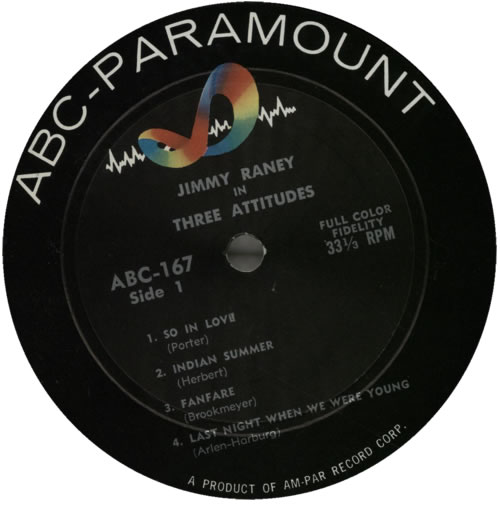 ABC-PARAMOUNT
JIMMY RANEY
IN
THREE ATTITUDES
FULL COLOR
FIDELITY
33⅓ RPM
ABC-167
Side 1
1. SO IN LOVE
(Porter)
2. INDIAN SUMMER
(Herbert)
3. FANFARE
(Brookmeyer)
4. LAST NIGHT WHEN WE WERE YOUNG
(Arlen-Harburg)
A PRODUCT OF AM-PAR RECORD CORP.